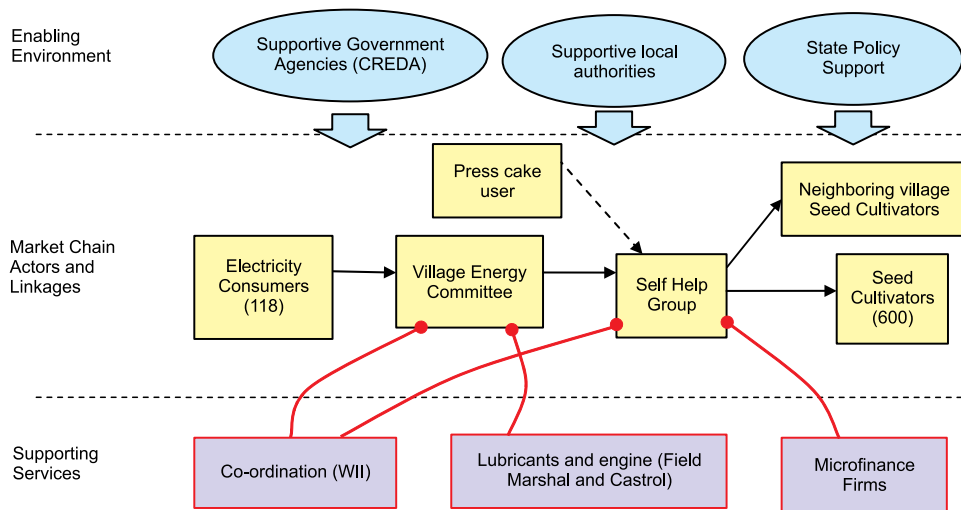 Enabling
Environment
Supportive Government
Agencies (CREDA)
Supportive local
authorities
State Policy
Support
Market Chain
Actors and
Linkages
Press cake
user
Neighboring village
Seed Cultivators
Electricity
Consumers
(118)
Village Energy
Committee
Self Help
Group
Seed
Cultivators
(600)
Supporting
Services
Co-ordination (WII)
Lubricants and engine (Field
Marshal and Castrol)
Microfinance
Firms